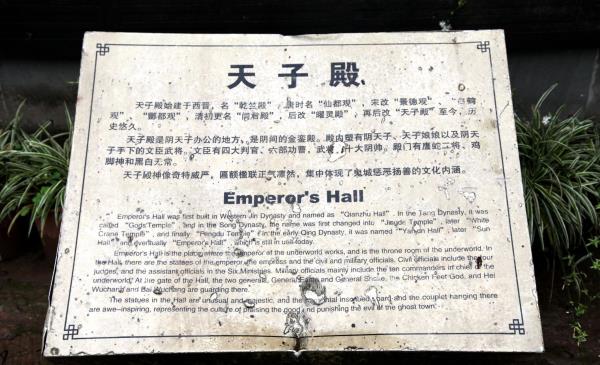 天子殿
天子殿始建于西晋，名“乾竺殿”，唐时名“仙都观”，宋改“景德观”、“白鹤
观”、“酆都观”，清初更名“阎君殿”，后改“曜灵殿”，再后改“天子殿”至今，历
史悠久。
天子殿是阴天子办公的地方，是阴间的金銮殿。殿内塑有阴天子、天子娘娘以及阴天
子手下的文臣武将。文臣有四大判官、六部功曹，武将有十大阴帅。殿门有鹰蛇二将，鸡
脚神和黑白无常。
天子殿神像奇特威严，匾额楹联正气凛然，集中体现了鬼城惩恶扬善的文化内涵。
Emperor's Hall
Emperor's Hall was first built in Western Jin Dynasty and named as “Qianzhu Hall”. In the Tang Dynasty, it was
called “Gods'Temple”, and in the Song Dynasty, the name was first changed into “Jingde Temple”, later “White
Crane Temple”, and finally “Fengdu Temple”. In the early Qing Dynasty, it was named “Yanjun Hall”, later “Sun
Hall” and eventually “Emperor's Hall”, which is still in use today.
Emperor's Hall is the place where the emperor of the underworld works, and is the throne room of the underworld. In
the Hall, there are the statues of the emperor, the empress and the civil and military officials. Civil officials include the four
judges, and the assistant officials in the Six Ministries. Military officials mainly include the ten commanders in chief of the
underworld. At the gate of the Hall, the two generals, General Eagle and General Snake, the Chicken Feet God, and Hei
Wuchang and Bai Wuchang are guarding there.
The statues in the Hall are unusual and majestic, and the horizontal inscribed board and the couplet hanging there
are awe-inspiring, representing the culture of praising the good and punishing the evil of the ghost town.